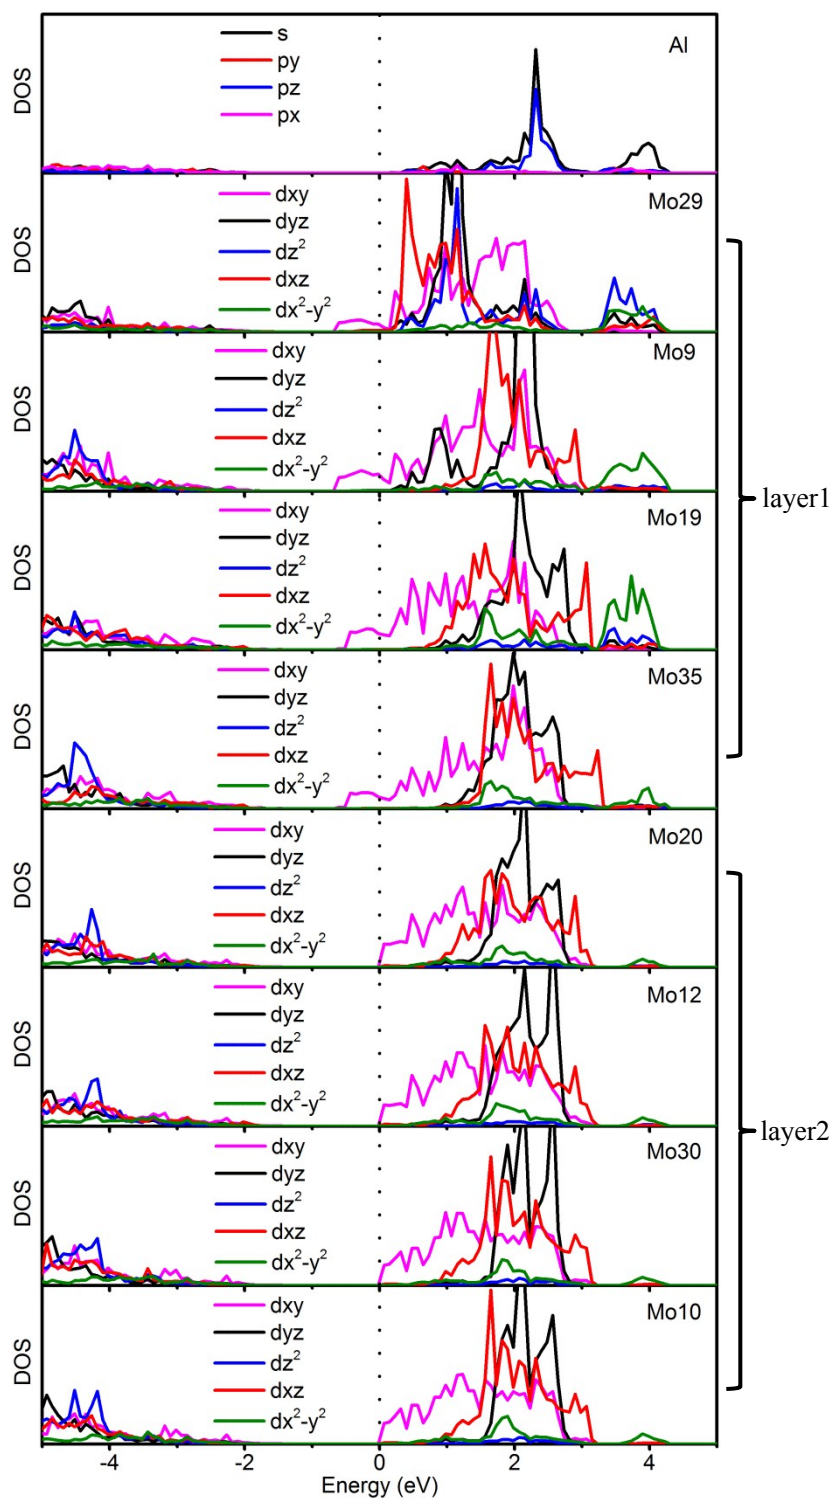 DOS
s
py
pz
px
Al
DOS
dxy
dyz
dz²
dxz
dx²-y²
Mo29
DOS
dxy
dyz
dz²
dxz
dx²-y²
Mo9
layer1
DOS
dxy
dyz
dz²
dxz
dx²-y²
Mo19
DOS
dxy
dyz
dz²
dxz
dx²-y²
Mo35
DOS
dxy
dyz
dz²
dxz
dx²-y²
Mo20
DOS
dxy
dyz
dz²
dxz
dx²-y²
Mo12
layer2
DOS
dxy
dyz
dz²
dxz
dx²-y²
Mo30
DOS
dxy
dyz
dz²
dxz
dx²-y²
Mo10
-4 -2 0 2 4
Energy (eV)